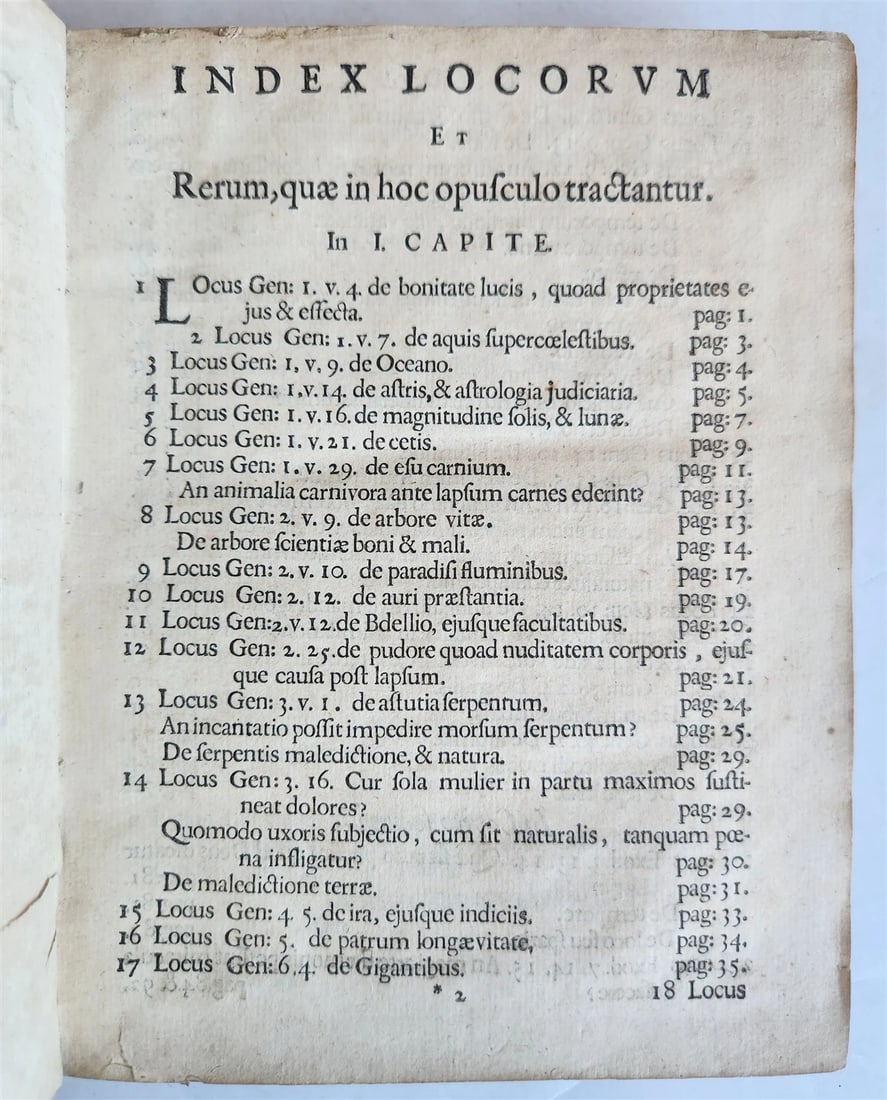 INDEX LOCORVM
ET
Rerum, quæ in hoc opuſculo tractantur.
In I. CAPITE.
1 LOcus Gen: 1. v. 4. de bonitate lucis , quoad proprietates e-
jus & effecta. pag: 1.
2 Locus Gen: 1. v. 7. de aquis ſupercœleſtibus. pag: 3.
3 Locus Gen: 1, v. 9. de Oceano. pag: 4.
4 Locus Gen: 1.v.14. de aſtris, & aſtrologia judiciaria. pag: 5.
5 Locus Gen: 1. v.16. de magnitudine ſolis, & lunæ. pag: 7.
6 Locus Gen: 1. v. 21. de cetis. pag: 9.
7 Locus Gen: 1. v. 29. de eſu carnium. pag: 11.
An animalia carnivora ante lapſum carnes ederint? pag: 13.
8 Locus Gen: 2. v. 9. de arbore vitæ. pag: 13.
De arbore ſcientiæ boni & mali. pag: 14.
9 Locus Gen: 2. v. 10. de paradiſi fluminibus. pag: 17.
10 Locus Gen: 2. 12. de auri præſtantia. pag: 19.
11 Locus Gen:2.v.12.de Bdellio, ejuſque facultatibus. pag:20.
12 Locus Gen: 2. 25.de pudore quoad nuditatem corporis , ejuſ-
que cauſa poſt lapſum. pag: 21.
13 Locus Gen: 3. v. 1. de aſtutia ſerpentum, pag: 24.
An incantatio poſſit impedire morſum ſerpentum? pag: 25.
De ſerpentis maledictione, & natura. pag: 29.
14 Locus Gen: 3. 16. Cur ſola mulier in partu maximos ſuſti-
neat dolores? pag: 29.
Quomodo uxoris ſubjectio, cum ſit naturalis, tanquam pœ-
na infligatur? pag: 30.
De maledictione terræ. pag: 31.
15 Locus Gen: 4. 5. de ira, ejuſque indiciis. pag: 33.
16 Locus Gen: 5. de patrum longævitate, pag: 34.
17 Locus Gen: 6.4. de Gigantibus. pag: 35.
* 2 18 Locus